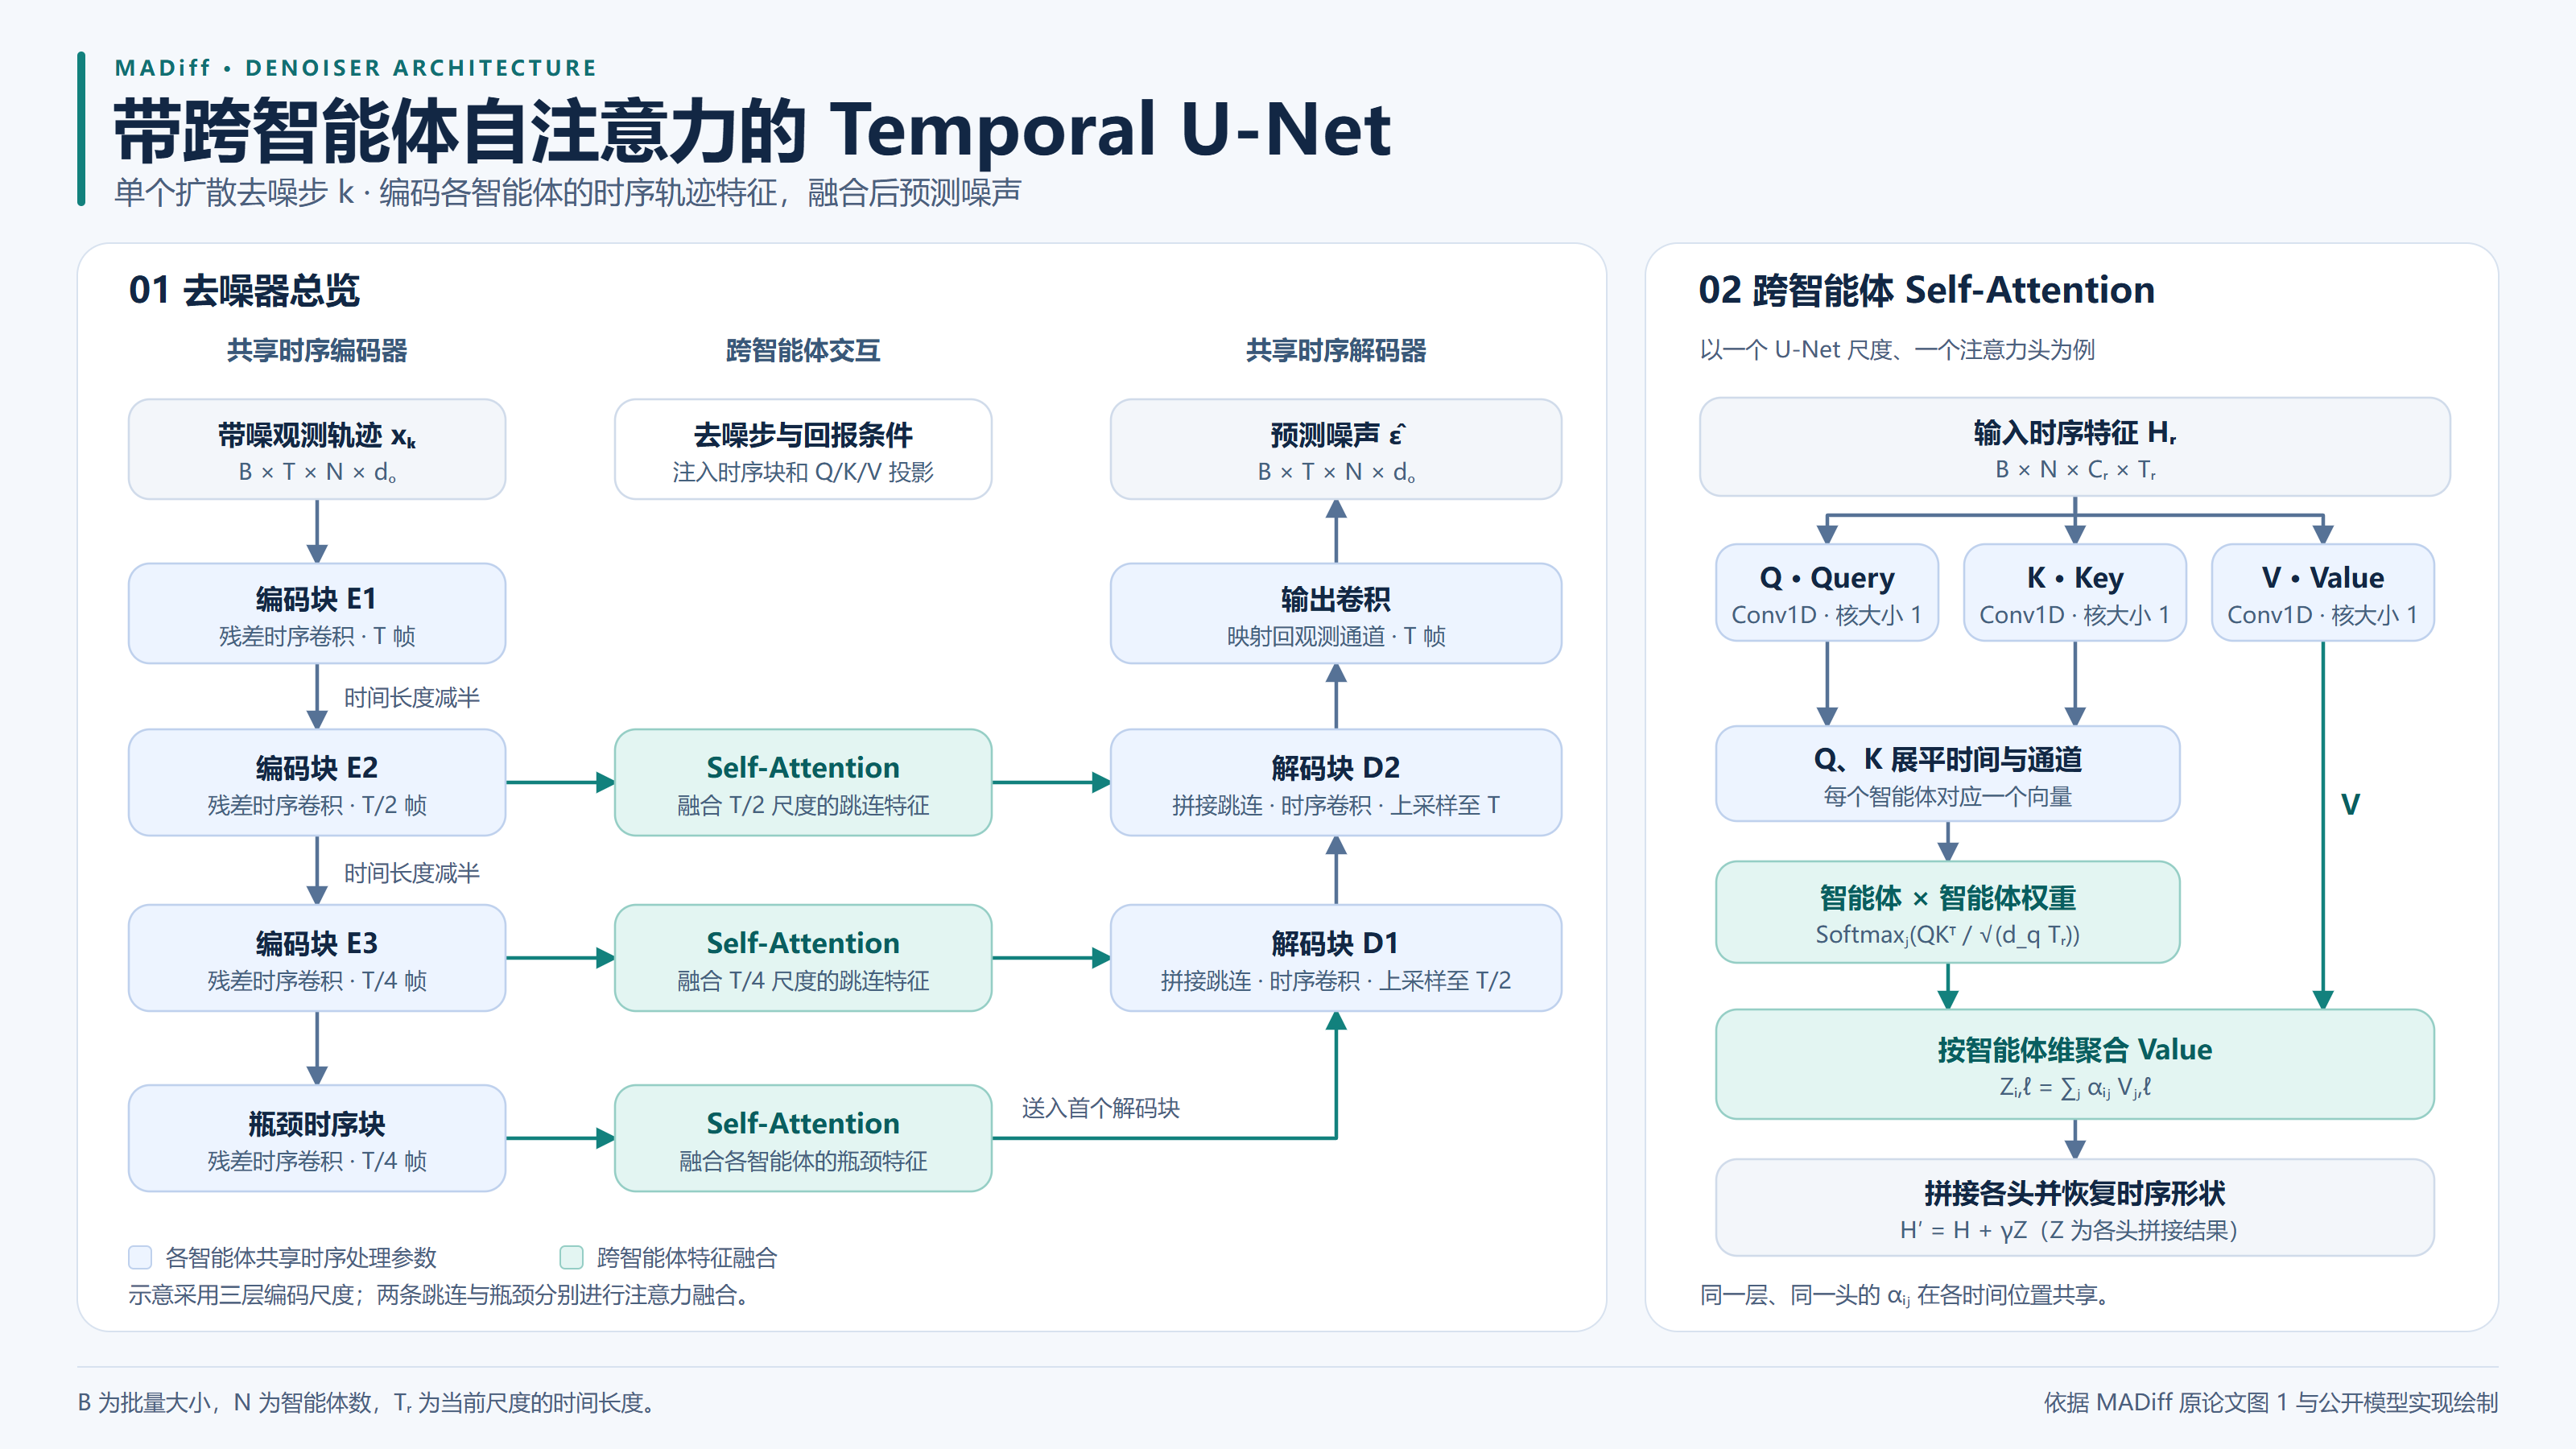 MADiff • DENOISER ARCHITECTURE
带跨智能体自注意力的 Temporal U-Net
单个扩散去噪步 k · 编码各智能体的时序轨迹特征，融合后预测噪声
01 去噪器总览
共享时序编码器
跨智能体交互
共享时序解码器
带噪观测轨迹 xₖ
B × T × N × dₒ
去噪步与回报条件
注入时序块和 Q/K/V 投影
预测噪声 ε̂
B × T × N × dₒ
编码块 E1
残差时序卷积 · T 帧
输出卷积
映射回观测通道 · T 帧
时间长度减半
编码块 E2
残差时序卷积 · T/2 帧
Self-Attention
融合 T/2 尺度的跳连特征
解码块 D2
拼接跳连 · 时序卷积 · 上采样至 T
时间长度减半
编码块 E3
残差时序卷积 · T/4 帧
Self-Attention
融合 T/4 尺度的跳连特征
解码块 D1
拼接跳连 · 时序卷积 · 上采样至 T/2
瓶颈时序块
残差时序卷积 · T/4 帧
Self-Attention
融合各智能体的瓶颈特征
送入首个解码块
各智能体共享时序处理参数
跨智能体特征融合
示意采用三层编码尺度；两条跳连与瓶颈分别进行注意力融合。
02 跨智能体 Self-Attention
以一个 U-Net 尺度、一个注意力头为例
输入时序特征 Hᵣ
B × N × Cᵣ × Tᵣ
Q • Query
Conv1D · 核大小 1
K • Key
Conv1D · 核大小 1
V • Value
Conv1D · 核大小 1
Q、K 展平时间与通道
每个智能体对应一个向量
V
智能体 × 智能体权重
Softmaxⱼ(QKᵀ / √(d_q Tᵣ))
按智能体维聚合 Value
Zᵢ,ℓ = ∑ⱼ αᵢⱼ Vⱼ,ℓ
拼接各头并恢复时序形状
H′ = H + γZ（Z 为各头拼接结果）
同一层、同一头的 αᵢⱼ 在各时间位置共享。
B 为批量大小，N 为智能体数，Tᵣ 为当前尺度的时间长度。
依据 MADiff 原论文图 1 与公开模型实现绘制